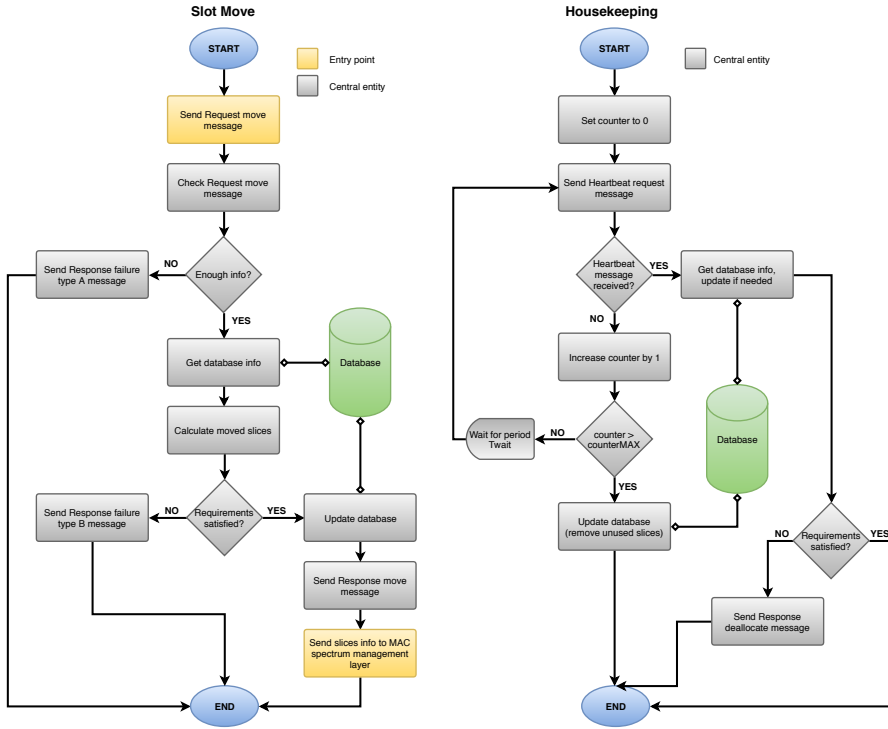 Slot Move
START
Entry point
Central entity
Send Request move
message
Check Request move
message
Enough info?
NO
Send Response failure
type A message
YES
Get database info
Database
Calculate moved slices
Requirements
satisfied?
NO
Send Response failure
type B message
YES
Update database
Send Response move
message
Send slices info to MAC
spectrum management
layer
END
Housekeeping
START
Central entity
Set counter to 0
Send Heartbeat request
message
Heartbeat
message
received?
YES
Get database info,
update if needed
NO
Increase counter by 1
counter >
counterMAX
NO
Wait for period
Twait
Database
YES
Update database
(remove unused slices)
Requirements
satisfied?
NO
YES
Send Response
deallocate message
END